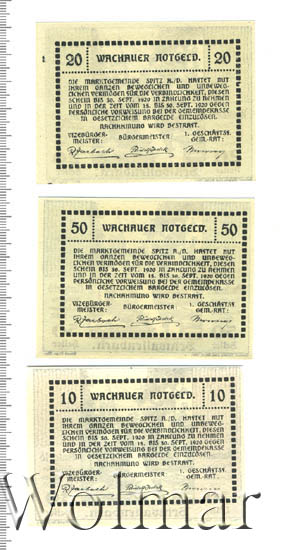 20 WACHAUER NOTGELD. 20
DIE MARKTGEMEINDE SPITZ A./D. HAFTET MIT
IHREM GANZEN BEWEGLICHEN UND UNBEWEG-
LICHEN VERMÖGEN FÜR DIE VERBINDLICHKEIT, DIESEN
SCHEIN BIS 30. SEPT. 1920 IN ZAHLUNG ZU NEHMEN
UND IN DER ZEIT VOM 15. BIS 30. SEPT. 1920 GEGEN
PERSÖNLICHE VORWEISUNG BEI DER GEMEINDEKASSE
IN GESETZLICHEM BARGELDE EINZULÖSEN.
NACHAHMUNG WIRD BESTRAFT.
VIZEBÜRGER- 1. GESCHÄFTSF.
MEISTER: BÜRGERMEISTER: GEM.-RAT:
50 WACHAUER NOTGELD. 50
DIE MARKTGEMEINDE SPITZ A./D. HAFTET MIT
IHREM GANZEN BEWEGLICHEN UND UNBEWEG-
LICHEN VERMÖGEN FÜR DIE VERBINDLICHKEIT, DIESEN
SCHEIN BIS 30. SEPT. 1920 IN ZAHLUNG ZU NEHMEN
UND IN DER ZEIT VOM 15. BIS 30. SEPT. 1920 GEGEN
PERSÖNLICHE VORWEISUNG BEI DER GEMEINDEKASSE
IN GESETZLICHEM BARGELDE EINZULÖSEN.
NACHAHMUNG WIRD BESTRAFT.
VIZEBÜRGER- 1. GESCHÄFTSF.
MEISTER: BÜRGERMEISTER: GEM.-RAT:
10 WACHAUER NOTGELD. 10
DIE MARKTGEMEINDE SPITZ A./D. HAFTET MIT
IHREM GANZEN BEWEGLICHEN UND UNBEWEG-
LICHEN VERMÖGEN FÜR DIE VERBINDLICHKEIT, DIESEN
SCHEIN BIS 30. SEPT. 1920 IN ZAHLUNG ZU NEHMEN
UND IN DER ZEIT VOM 15. BIS 30. SEPT. 1920 GEGEN
PERSÖNLICHE VORWEISUNG BEI DER GEMEINDEKASSE
IN GESETZLICHEM BARGELDE EINZULÖSEN.
NACHAHMUNG WIRD BESTRAFT.
VIZEBÜRGER- 1. GESCHÄFTSF.
MEISTER: BÜRGERMEISTER: GEM.-RAT:
Wolmar